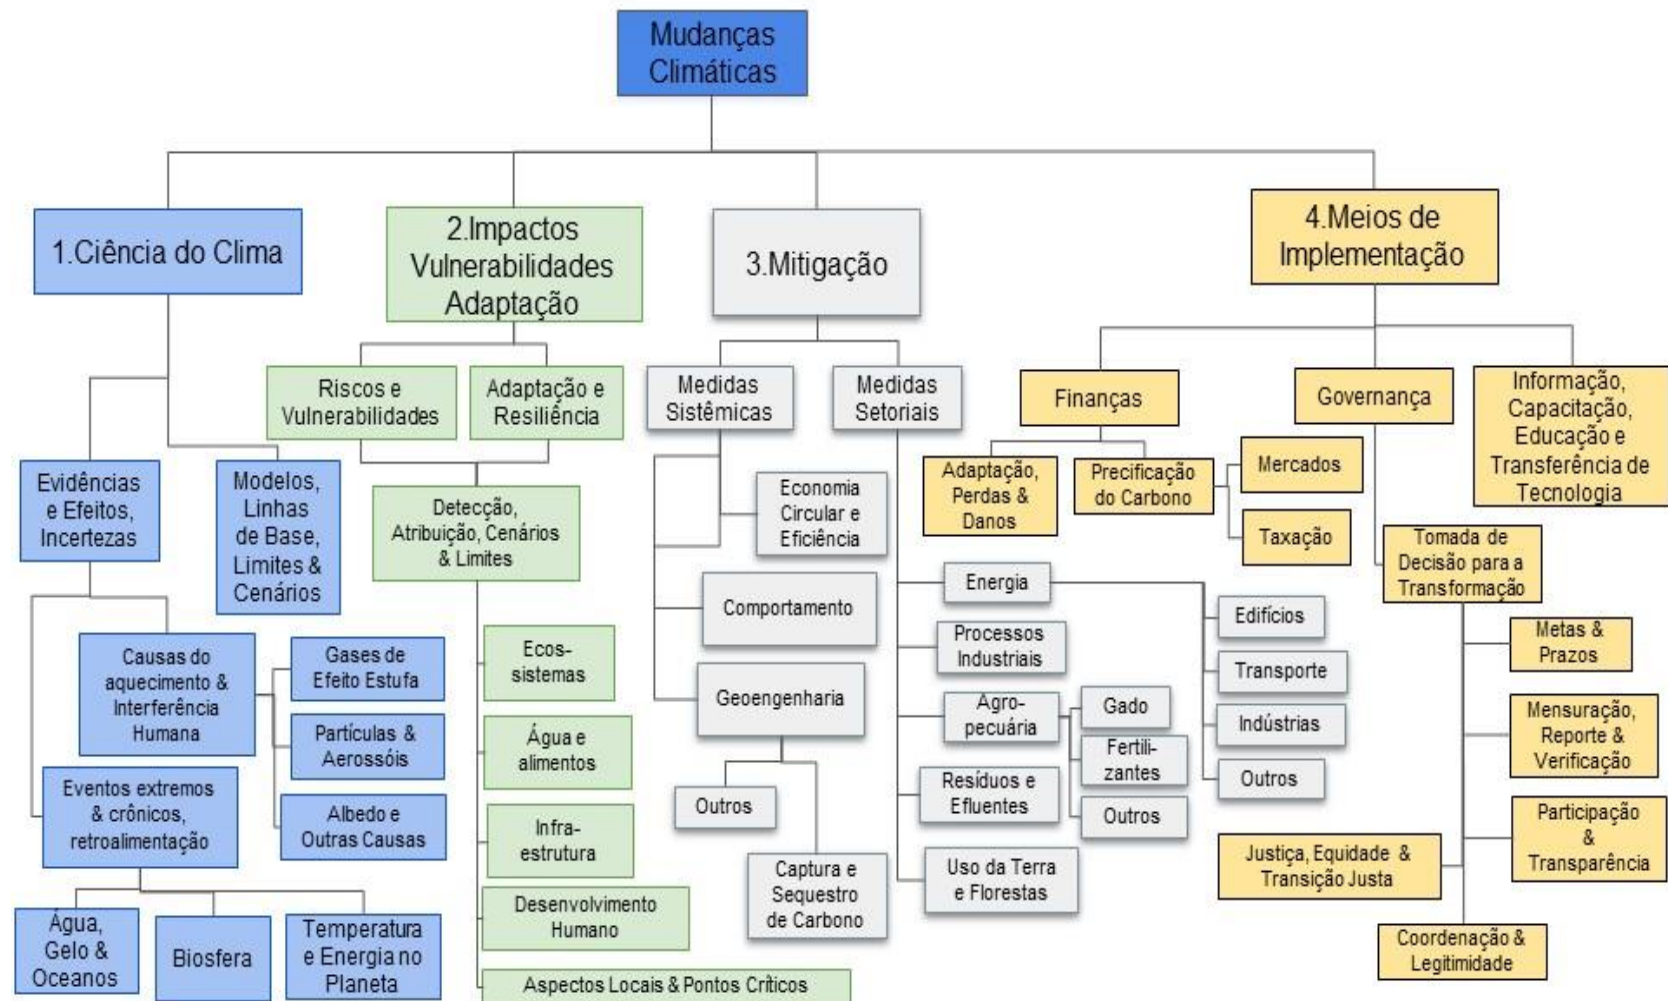 Mudanças
Climáticas
1.Ciência do Clima
2.Impactos
Vulnerabilidades
Adaptação
3.Mitigação
4.Meios de
Implementação
Evidências
e Efeitos,
Incertezas
Modelos,
Linhas
de Base,
Limites &
Cenários
Causas do
aquecimento &
Interferência
Humana
Gases de
Efeito Estufa
Partículas &
Aerossóis
Albedo e
Outras Causas
Eventos extremos
& crônicos,
retroalimentação
Água,
Gelo &
Oceanos
Biosfera
Temperatura
e Energia no
Planeta
Riscos e
Vulnerabilidades
Adaptação e
Resiliência
Detecção,
Atribuição, Cenários
& Limites
Ecos-
sistemas
Água e
alimentos
Infra-
estrutura
Desenvolvimento
Humano
Aspectos Locais & Pontos Críticos
Medidas
Sistêmicas
Medidas
Setoriais
Economia
Circular e
Eficiência
Comportamento
Geoengenharia
Outros
Captura e
Sequestro
de Carbono
Energia
Processos
Industriais
Agro-
pecuária
Resíduos e
Efluentes
Uso da Terra
e Florestas
Gado
Fertili-
zantes
Outros
Edifícios
Transporte
Indústrias
Outros
Finanças
Governança
Informação,
Capacitação,
Educação e
Transferência de
Tecnologia
Adaptação,
Perdas &
Danos
Precificação
do Carbono
Mercados
Taxação
Tomada de
Decisão para a
Transformação
Metas &
Prazos
Mensuração,
Reporte &
Verificação
Participação
&
Transparência
Justiça, Equidade &
Transição Justa
Coordenação &
Legitimidade